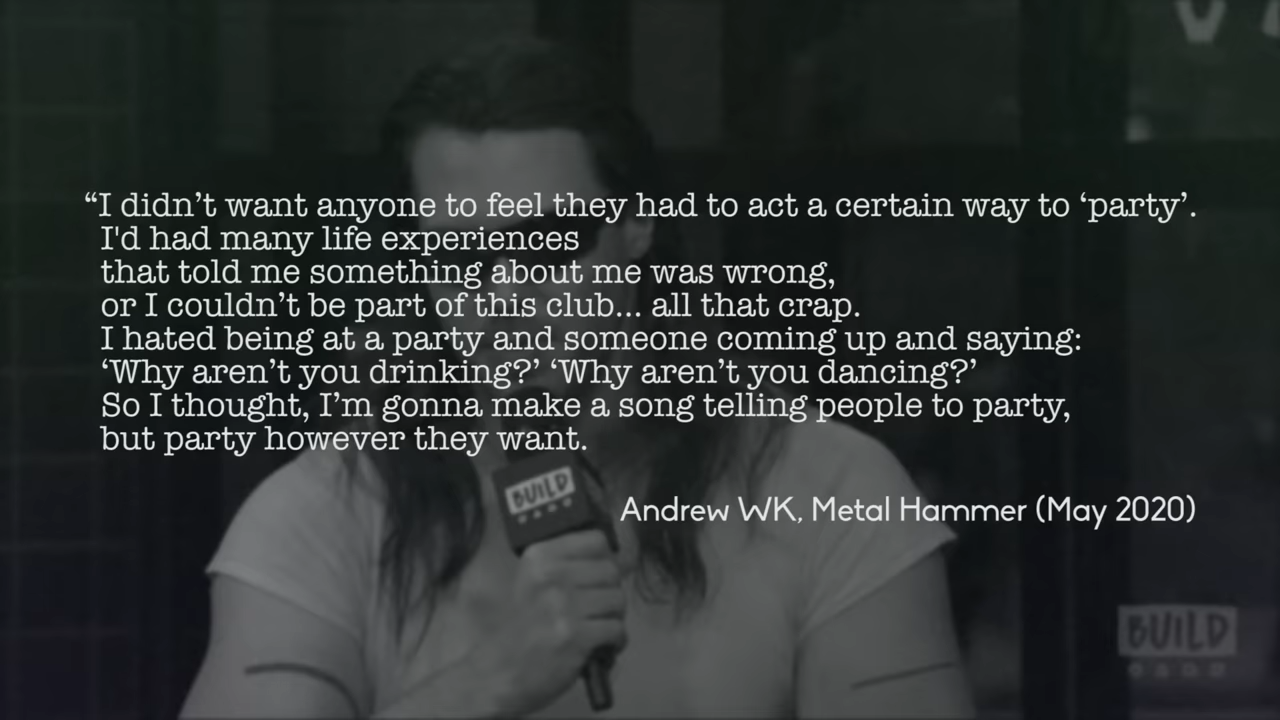 “I didn’t want anyone to feel they had to act a certain way to ‘party’.
I'd had many life experiences
that told me something about me was wrong,
or I couldn’t be part of this club... all that crap.
I hated being at a party and someone coming up and saying:
‘Why aren’t you drinking?’ ‘Why aren’t you dancing?’
So I thought, I’m gonna make a song telling people to party,
but party however they want.
Andrew WK, Metal Hammer (May 2020)
BUILD
BUILD